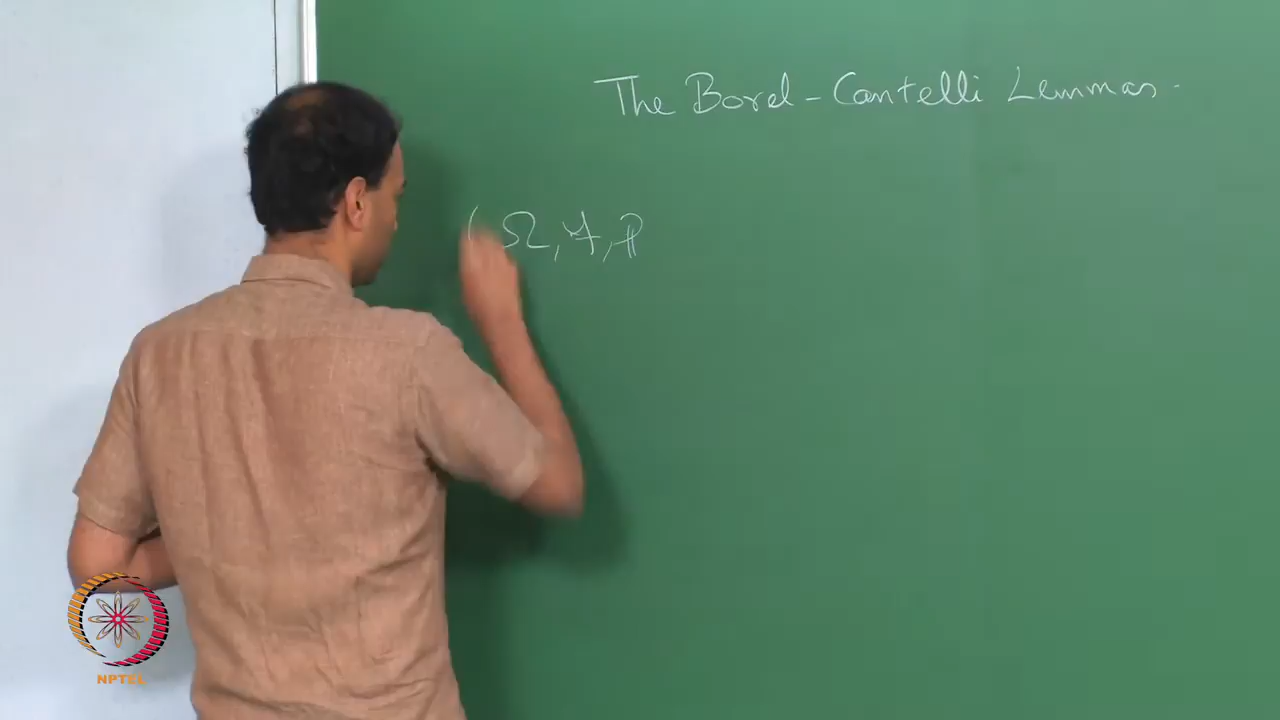 The Borel-Cantelli Lemmas.
(Ω, ℱ, ℙ
NPTEL